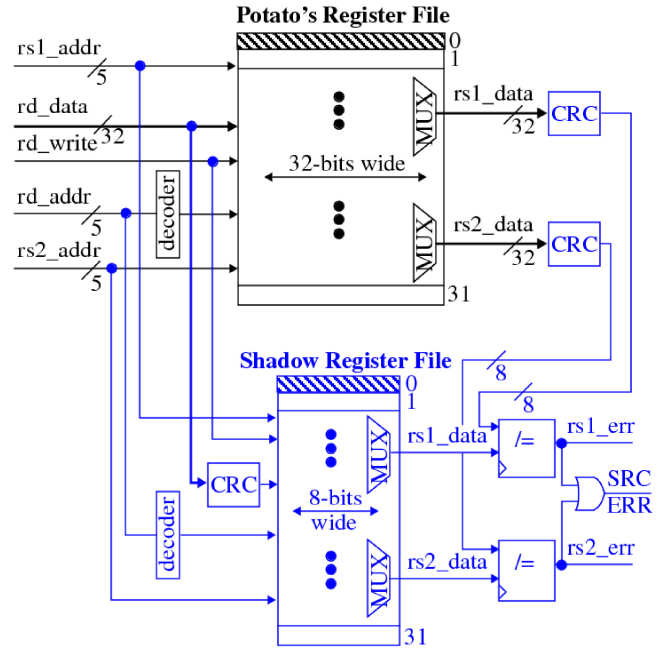 Potato's Register File
0
1
rs1_addr
5
rd_data
32
rd_write
rd_addr
5
decoder
rs2_addr
5
32-bits wide
MUX
MUX
31
rs1_data
32
CRC
rs2_data
32
CRC
8
8
Shadow Register File
0
1
CRC
decoder
8-bits
wide
MUX
MUX
31
rs1_data
rs2_data
/=
/=
rs1_err
SRC
ERR
rs2_err